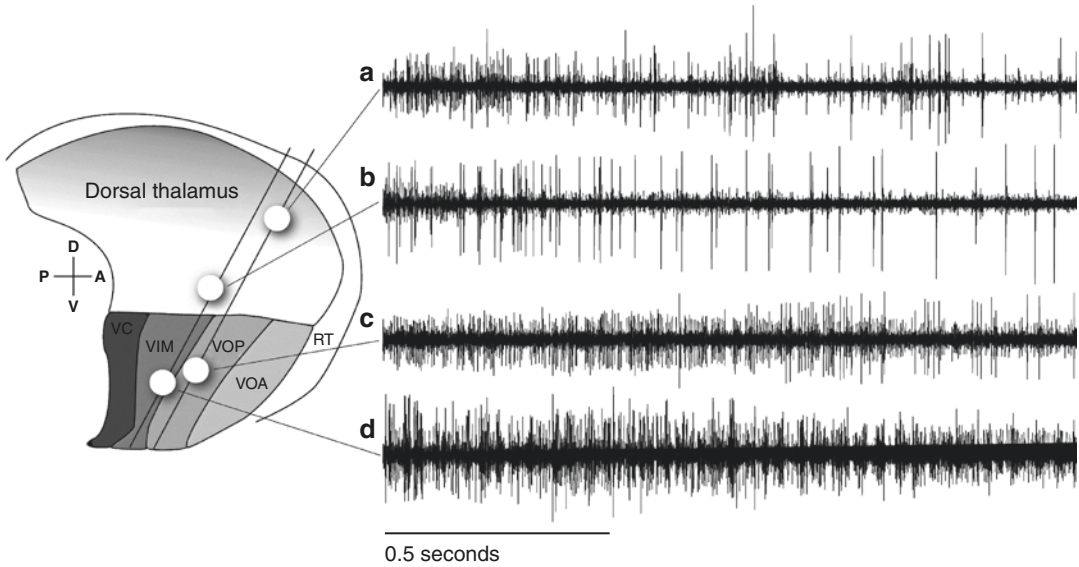 a
Dorsal thalamus
b
D
P A
V
c
VC
VIM
VOP
RT
VOA
d
0.5 seconds